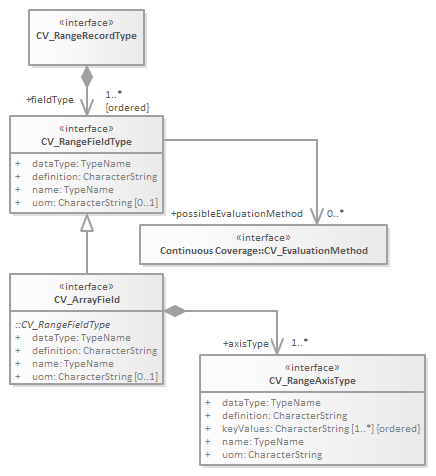 «interface»
CV_RangeRecordType
+fieldType
1..*
{ordered}
«interface»
CV_RangeFieldType
+ dataType: TypeName
+ definition: CharacterString
+ name: TypeName
+ uom: CharacterString [0..1]
+possibleEvaluationMethod
0..*
«interface»
Continuous Coverage::CV_EvaluationMethod
«interface»
CV_ArrayField
::CV_RangeFieldType
+ dataType: TypeName
+ definition: CharacterString
+ name: TypeName
+ uom: CharacterString [0..1]
+axisType
1..*
«interface»
CV_RangeAxisType
+ dataType: TypeName
+ definition: CharacterString
+ keyValues: CharacterString [1..*] {ordered}
+ name: TypeName
+ uom: CharacterString